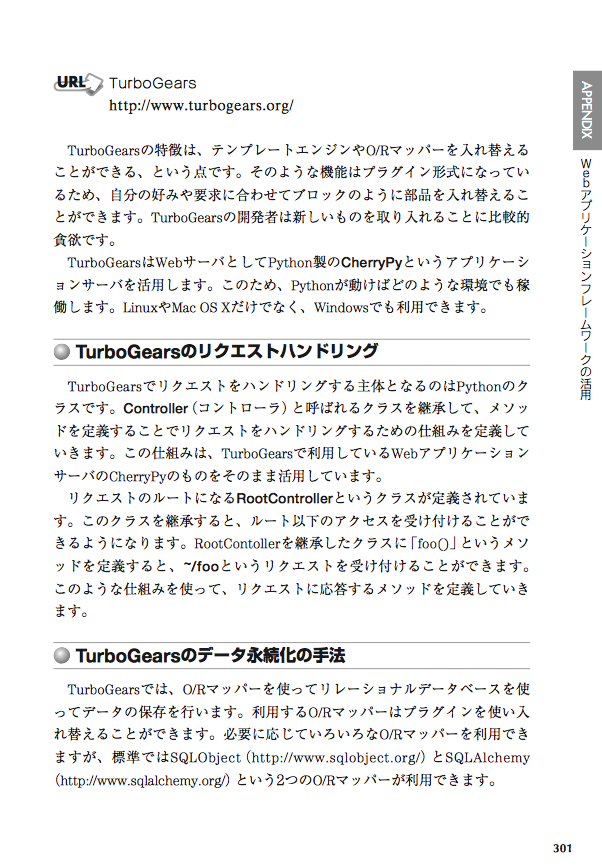 URL TurboGears
http://www.turbogears.org/
TurboGearsの特徴は、テンプレートエンジンやO/Rマッパーを入れ替える
ことができる、という点です。そのような機能はプラグイン形式になってい
るため、自分の好みや要求に合わせてブロックのように部品を入れ替えるこ
とができます。TurboGearsの開発者は新しいものを取り入れることに比較的
貪欲です。
TurboGearsはWebサーバとしてPython製のCherryPyというアプリケーシ
ョンサーバを活用します。このため、Pythonが動けばどのような環境でも稼
働します。LinuxやMac OS Xだけでなく、Windowsでも利用できます。
TurboGearsのリクエストハンドリング
TurboGearsでリクエストをハンドリングする主体となるのはPythonのク
ラスです。Controller（コントローラ）と呼ばれるクラスを継承して、メソッ
ドを定義することでリクエストをハンドリングするための仕組みを定義して
いきます。この仕組みは、TurboGearsで利用しているWebアプリケーション
サーバのCherryPyのものをそのまま活用しています。
リクエストのルートになるRootControllerというクラスが定義されていま
す。このクラスを継承すると、ルート以下のアクセスを受け付けることがで
きるようになります。RootContollerを継承したクラスに「foo()」というメソ
ッドを定義すると、~/fooというリクエストを受け付けることができます。
このような仕組みを使って、リクエストに応答するメソッドを定義していき
ます。
TurboGearsのデータ永続化の手法
TurboGearsでは、O/Rマッパーを使ってリレーショナルデータベースを使
ってデータの保存を行います。利用するO/Rマッパーはプラグインを使い入
れ替えることができます。必要に応じていろいろなO/Rマッパーを利用でき
ますが、標準ではSQLObject（http://www.sqlobject.org/）とSQLAlchemy
（http://www.sqlalchemy.org/）という2つのO/Rマッパーが利用できます。
APPENDIX
Webアプリケーションフレームワークの活用
301